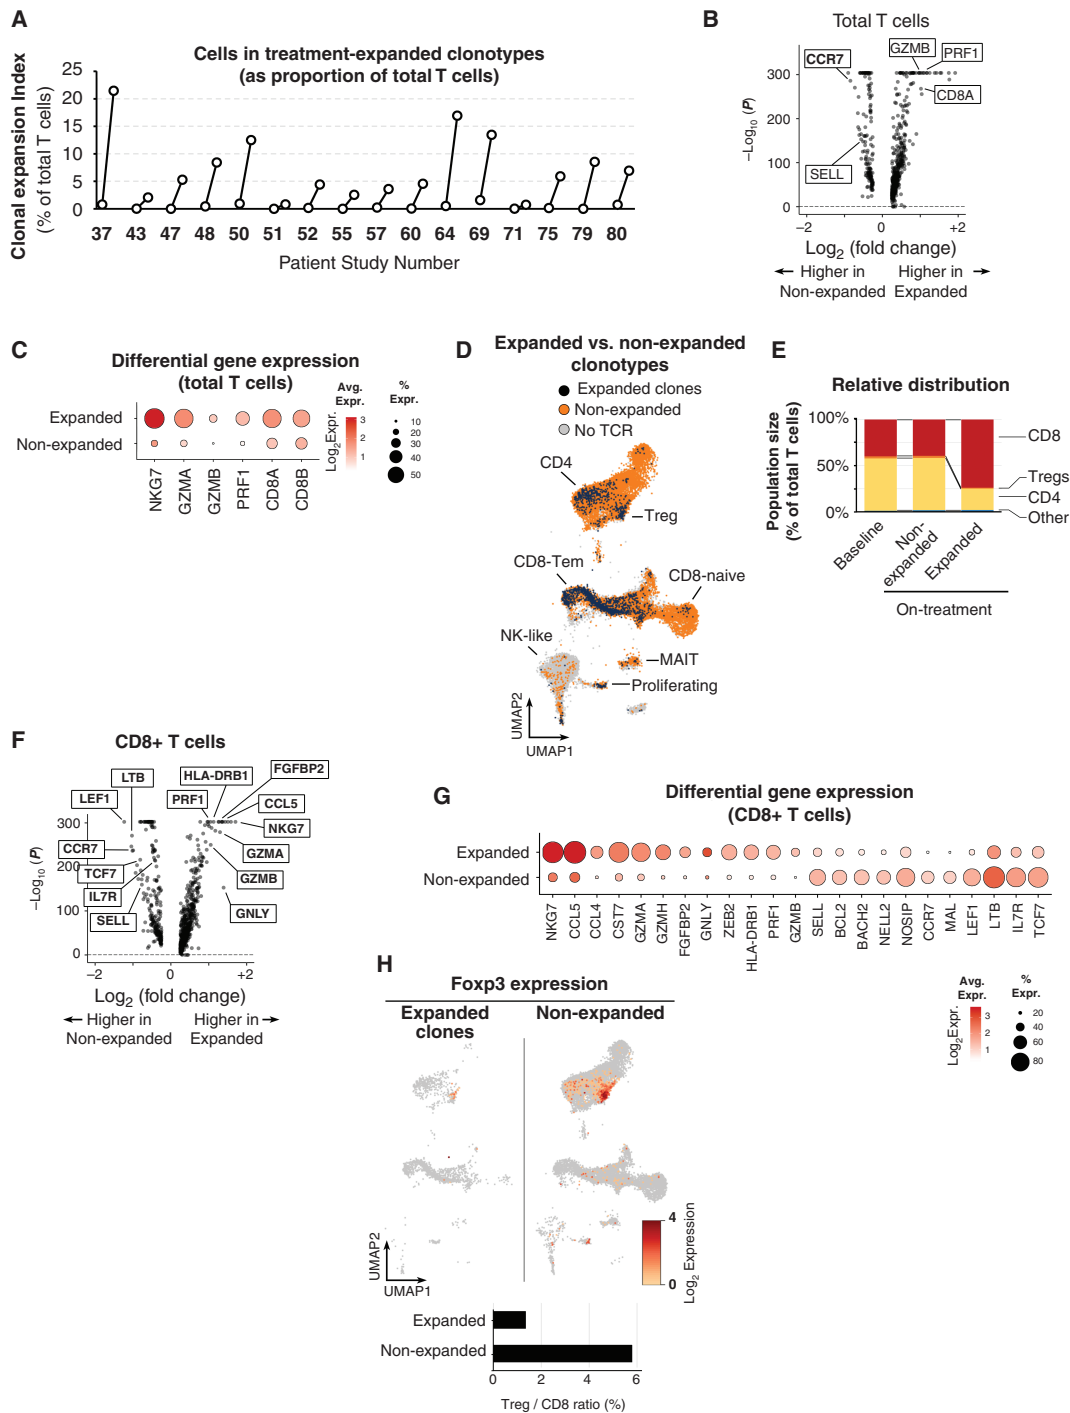 A
Cells in treatment-expanded clonotypes
(as proportion of total T cells)
Clonal expansion Index
(% of total T cells)
25
20
15
10
5
0
37 43 47 48 50 51 52 55 57 60 64 69 71 75 79 80
Patient Study Number
B
Total T cells
CCR7
GZMB
PRF1
CD8A
SELL
–Log10 (P)
300
200
100
0
–2 0 +2
Log2 (fold change)
Higher in
Non-expanded
Higher in
Expanded
C
Differential gene expression
(total T cells)
Expanded
Non-expanded
NKG7
GZMA
GZMB
PRF1
CD8A
CD8B
Avg.
Expr.
Log2Expr.
3
2
1
%
Expr.
10
20
30
40
50
D
Expanded vs. non-expanded
clonotypes
Expanded clones
Non-expanded
No TCR
CD4
Treg
CD8-Tem
CD8-naive
NK-like
MAIT
Proliferating
UMAP2
UMAP1
E
Relative distribution
Population size
(% of total T cells)
100%
50%
0%
CD8
Tregs
CD4
Other
Baseline
Non-
expanded
Expanded
On-treatment
F
CD8+ T cells
LTB
HLA-DRB1
FGFBP2
LEF1
PRF1
CCL5
NKG7
CCR7
GZMA
TCF7
GZMB
IL7R
SELL
GNLY
–Log10 (P)
300
200
100
0
–2 0 +2
Log2 (fold change)
Higher in
Non-expanded
Higher in
Expanded
G
Differential gene expression
(CD8+ T cells)
Expanded
Non-expanded
NKG7
CCL5
CCL4
CST7
GZMA
GZMH
FGFBP2
GNLY
ZEB2
HLA-DRB1
PRF1
GZMB
SELL
BCL2
BACH2
NELL2
NOSIP
CCR7
MAL
LEF1
LTB
IL7R
TCF7
Avg.
Expr.
Log2Expr.
3
2
1
%
Expr.
20
40
60
80
H
Foxp3 expression
Expanded
clones
Non-expanded
UMAP2
UMAP1
4
0
Log2 Expression
Expanded
Non-expanded
0 2 4 6
Treg / CD8 ratio (%)